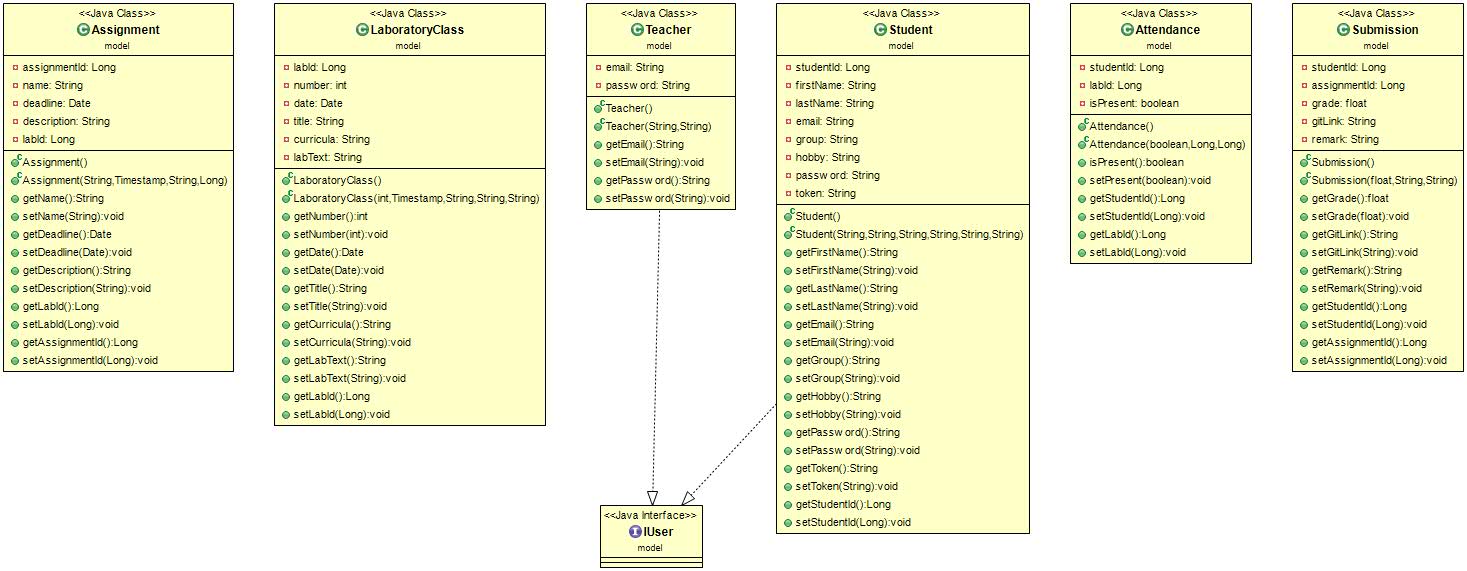 <<Java Class>>
Assignment
model
assignmentId: Long
name: String
deadline: Date
description: String
labId: Long
Assignment()
Assignment(String,Timestamp,String,Long)
getName():String
setName(String):void
getDeadline():Date
setDeadline(Date):void
getDescription():String
setDescription(String):void
getLabId():Long
setLabId(Long):void
getAssignmentId():Long
setAssignmentId(Long):void
<<Java Class>>
LaboratoryClass
model
labId: Long
number: int
date: Date
title: String
curricula: String
labText: String
LaboratoryClass()
LaboratoryClass(int,Timestamp,String,String,String)
getNumber():int
setNumber(int):void
getDate():Date
setDate(Date):void
getTitle():String
setTitle(String):void
getCurricula():String
setCurricula(String):void
getLabText():String
setLabText(String):void
getLabId():Long
setLabId(Long):void
<<Java Class>>
Teacher
model
email: String
password: String
Teacher()
Teacher(String,String)
getEmail():String
setEmail(String):void
getPassword():String
setPassword(String):void
<<Java Class>>
Student
model
studentId: Long
firstName: String
lastName: String
email: String
group: String
hobby: String
password: String
token: String
Student()
Student(String,String,String,String,String,String)
getFirstName():String
setFirstName(String):void
getLastName():String
setLastName(String):void
getEmail():String
setEmail(String):void
getGroup():String
setGroup(String):void
getHobby():String
setHobby(String):void
getPassword():String
setPassword(String):void
getToken():String
setToken(String):void
getStudentId():Long
setStudentId(Long):void
<<Java Class>>
Attendance
model
studentId: Long
labId: Long
isPresent: boolean
Attendance()
Attendance(boolean,Long,Long)
isPresent():boolean
setPresent(boolean):void
getStudentId():Long
setStudentId(Long):void
getLabId():Long
setLabId(Long):void
<<Java Class>>
Submission
model
studentId: Long
assignmentId: Long
grade: float
gitLink: String
remark: String
Submission()
Submission(float,String,String)
getGrade():float
setGrade(float):void
getGitLink():String
setGitLink(String):void
getRemark():String
setRemark(String):void
getStudentId():Long
setStudentId(Long):void
getAssignmentId():Long
setAssignmentId(Long):void
<<Java Interface>>
IUser
model